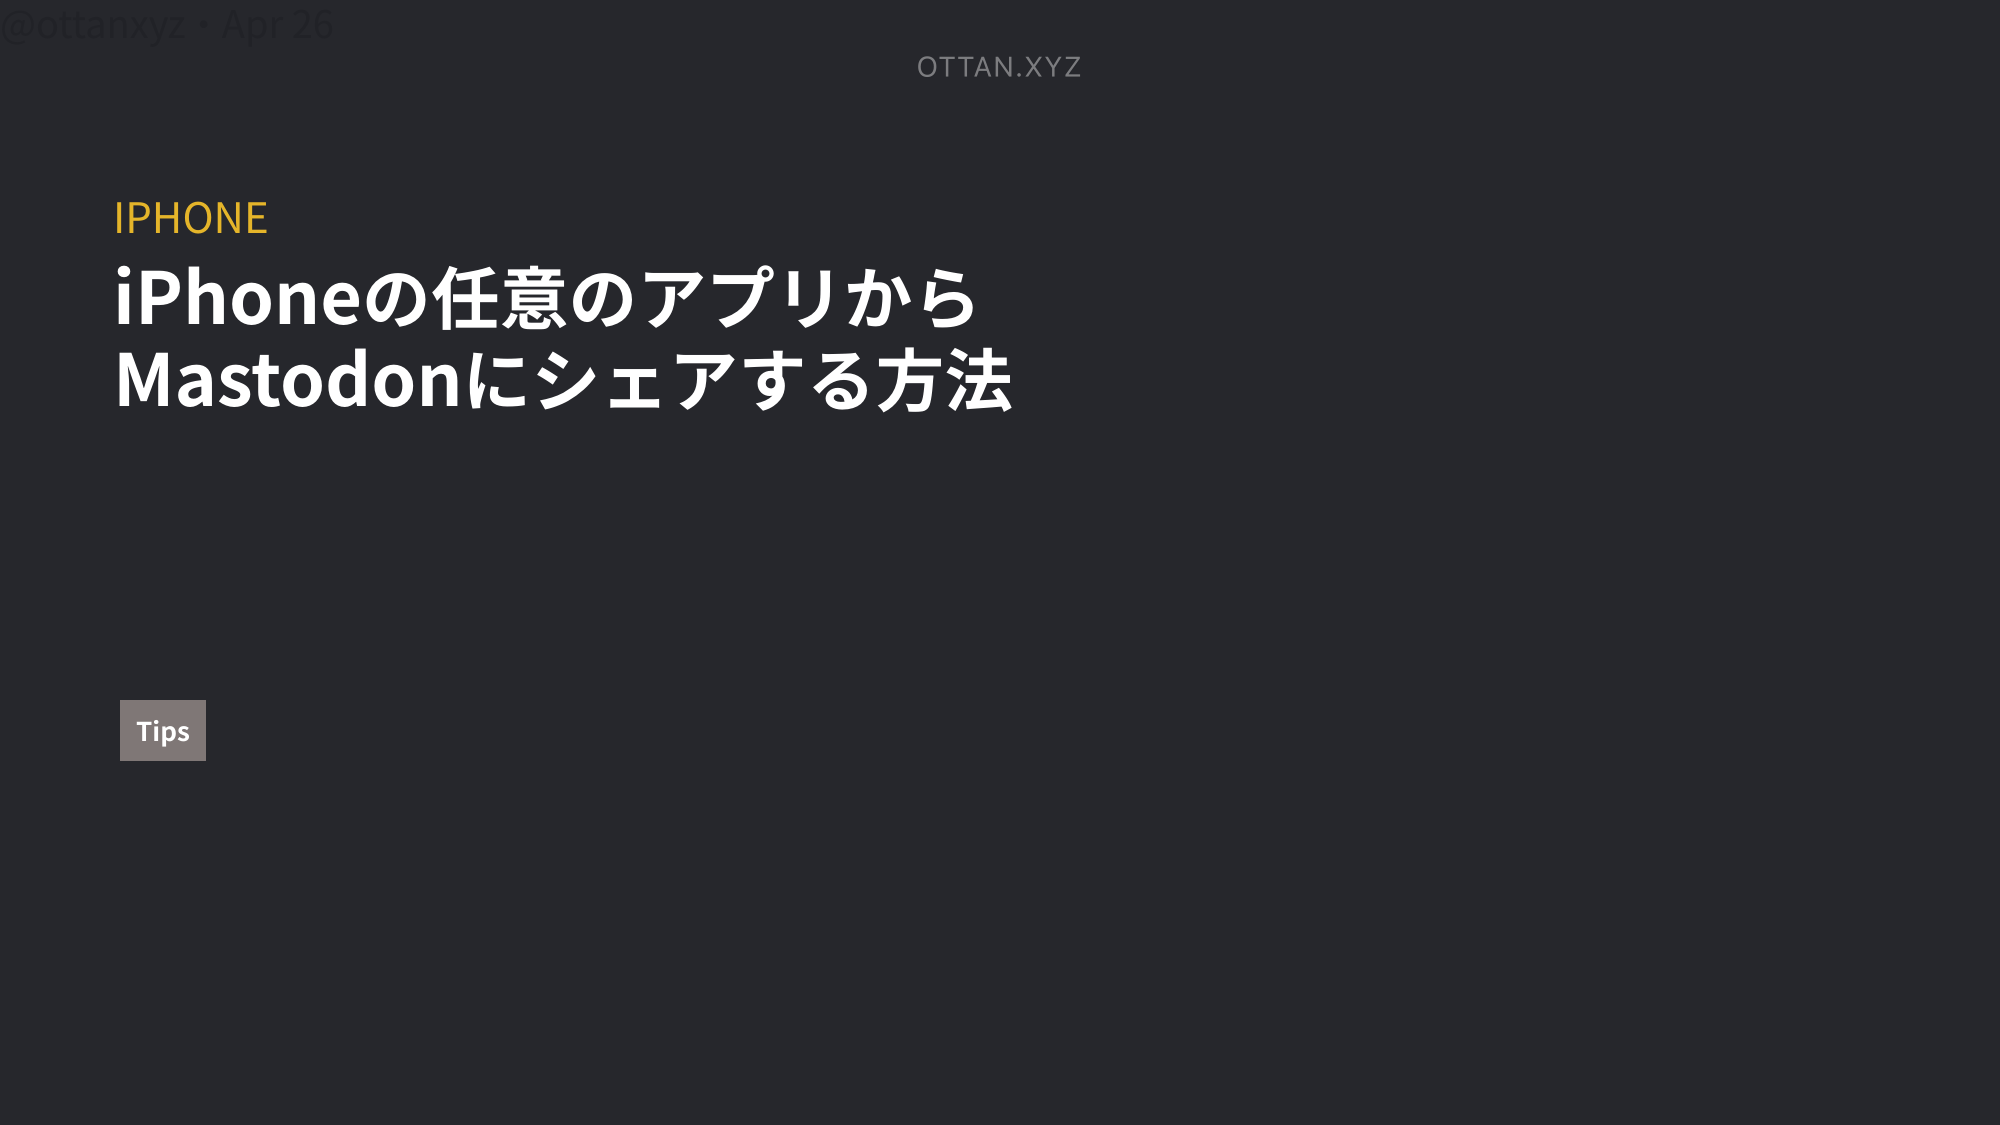 @ottanxyz・Apr 26
OTTAN.XYZ
IPHONE
iPhoneの任意のアプリから
Mastodonにシェアする方法
Tips